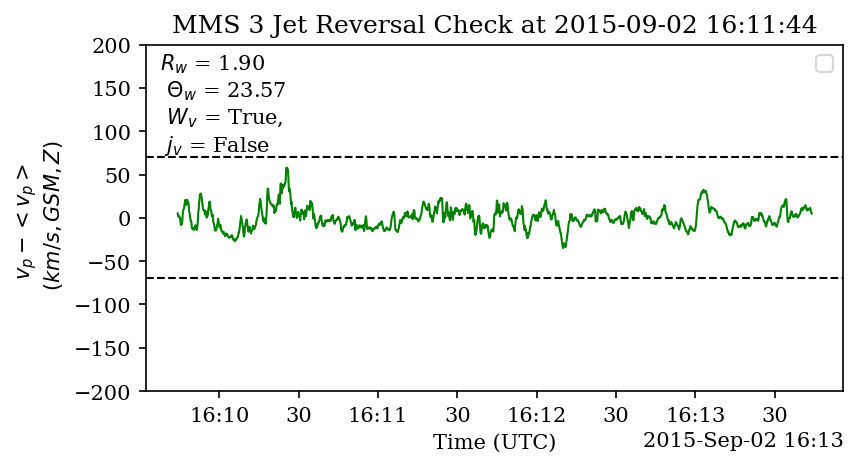 MMS 3 Jet Reversal Check at 2015-09-02 16:11:44
200
150
100
50
0
−50
−100
−150
−200
v_p − < v_p >
(km/s, GSM, Z)
R_w = 1.90
Θ_w = 23.57
W_v = True,
j_v = False
16:10 30 16:11 30 16:12 30 16:13 30
Time (UTC)
2015-Sep-02 16:13